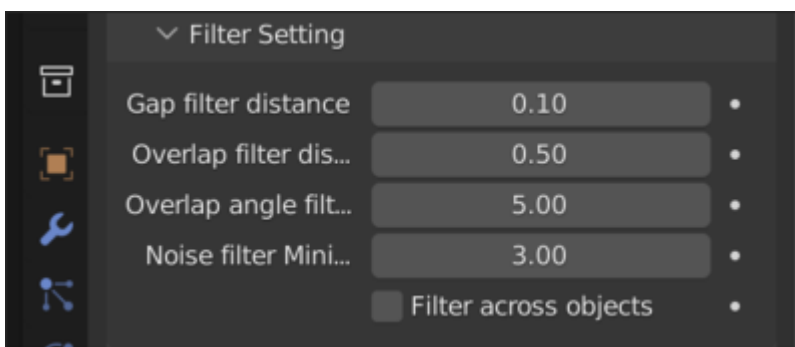 Filter Setting
Gap filter distance 0.10
Overlap filter dis... 0.50
Overlap angle filt... 5.00
Noise filter Mini... 3.00
Filter across objects